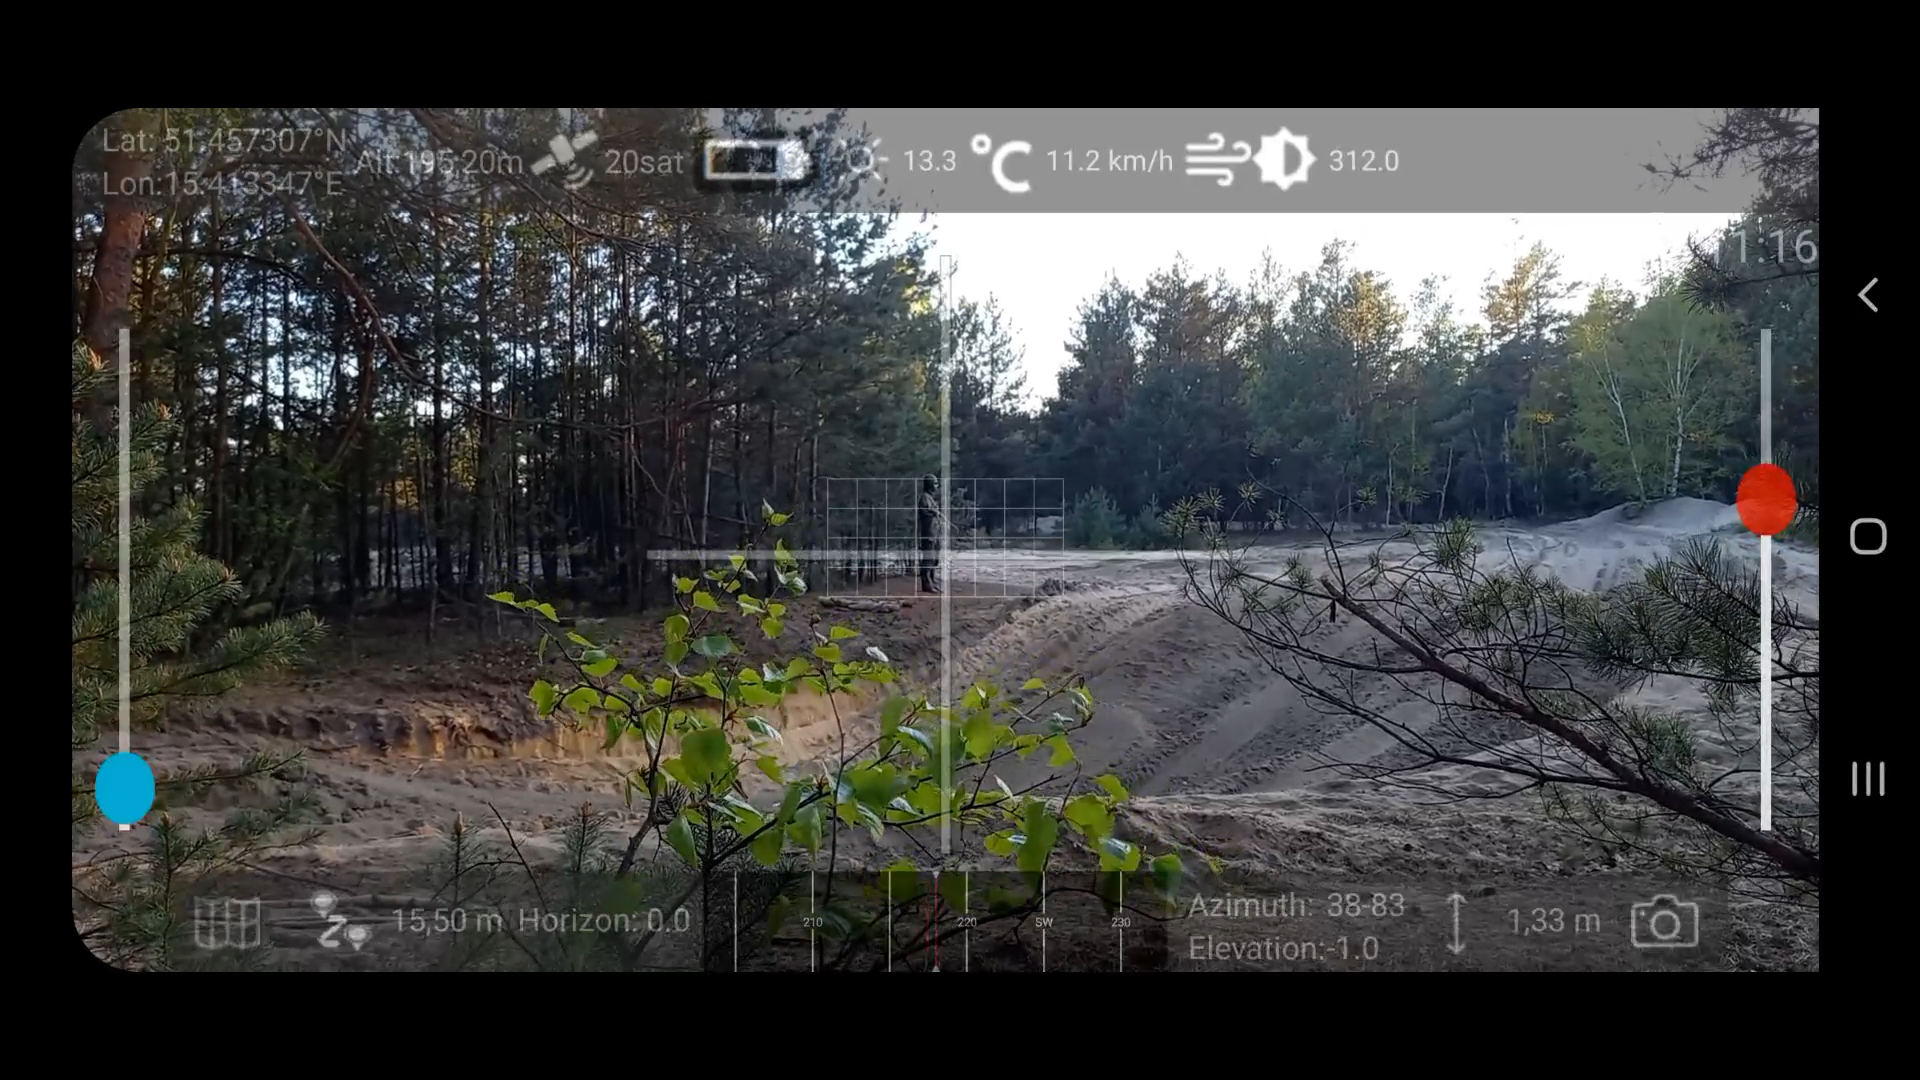 Lat: 51.457307°N
Lon:15.413347°E
Alt:195,20m
20sat
13.3 °C
11.2 km/h
312.0
11:16
15,50 m
Horizon: 0.0
210
220
SW
230
Azimuth: 38-83
Elevation:-1.0
1,33 m